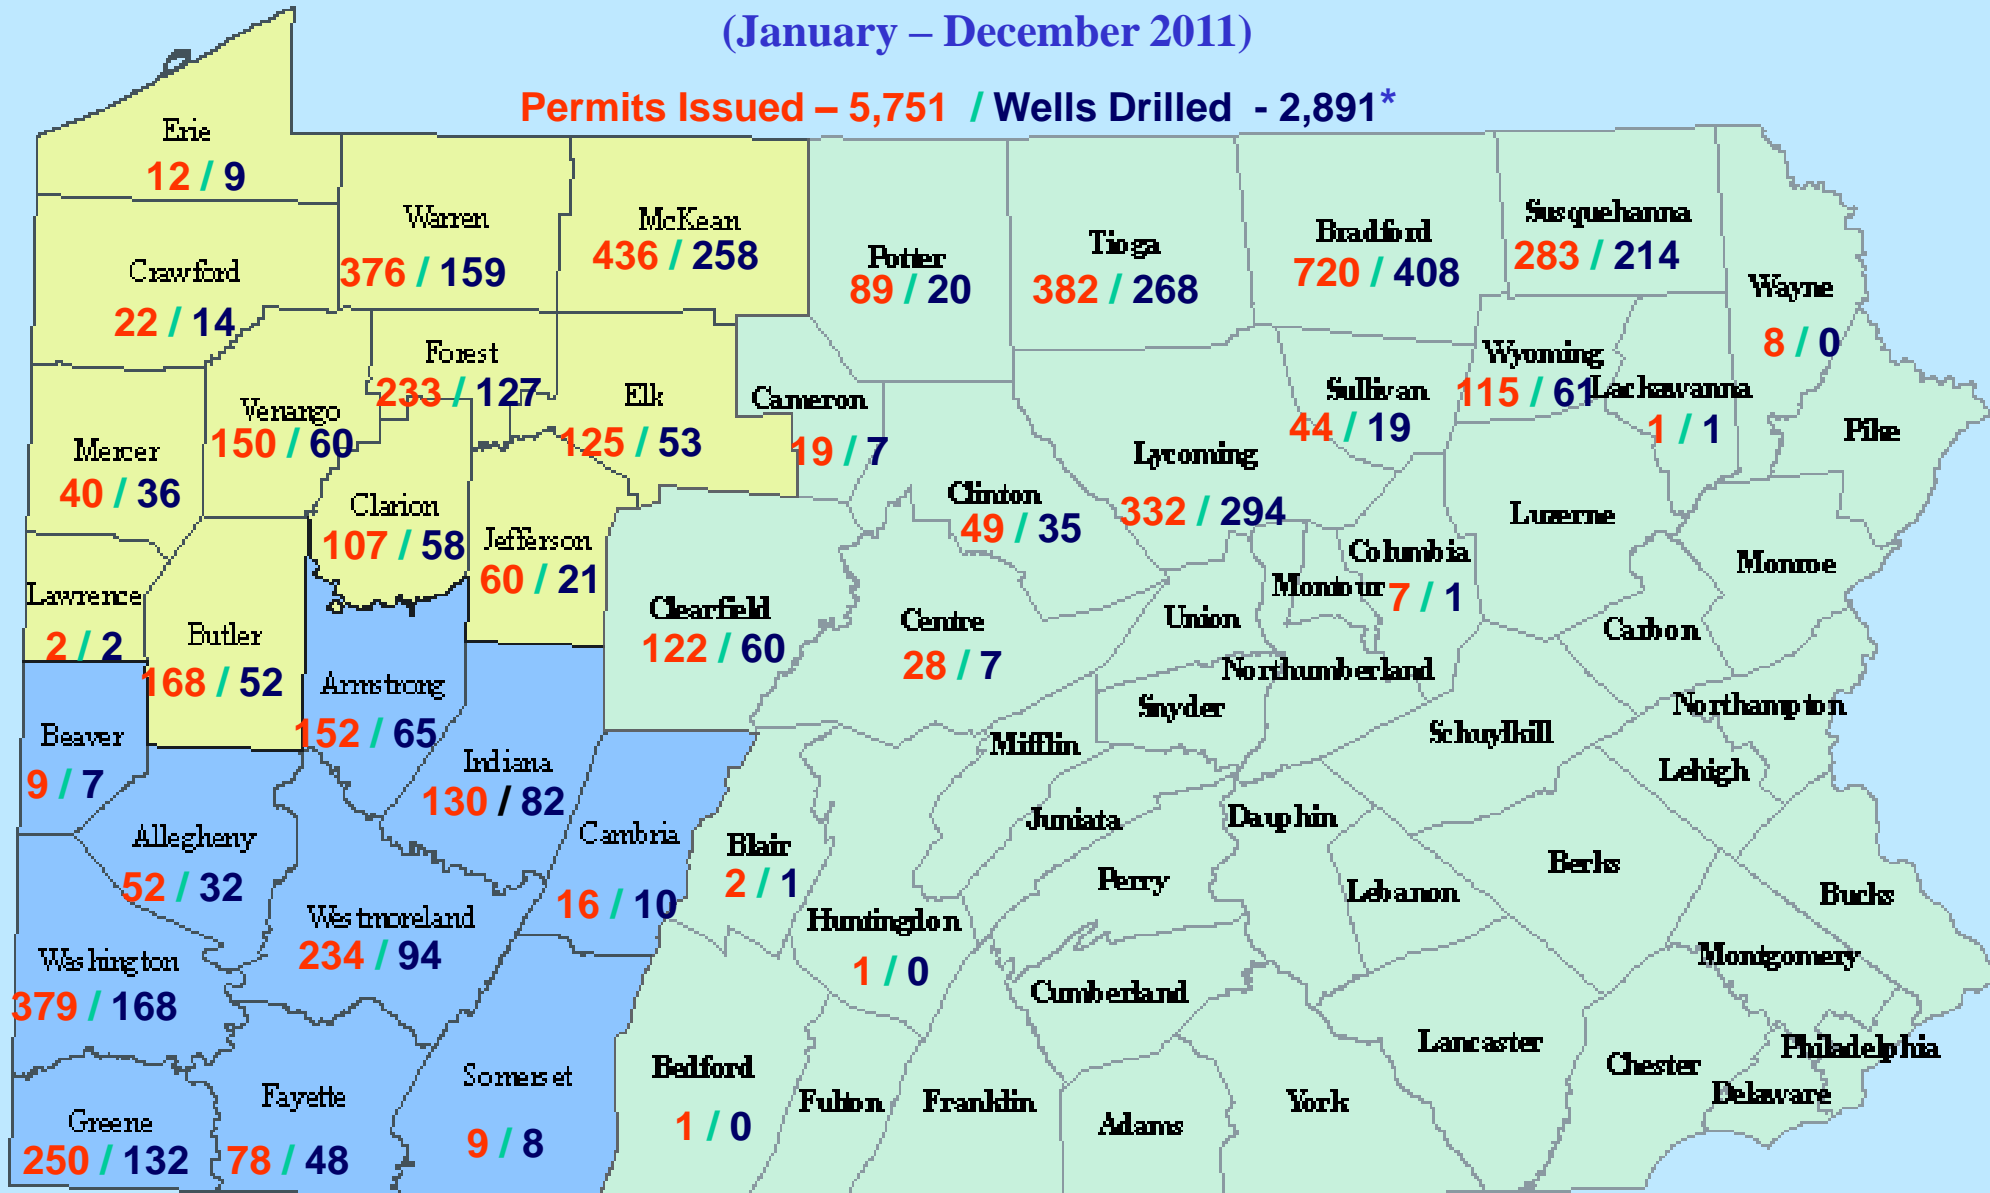 (January – December 2011)
Permits Issued – 5,751 / Wells Drilled - 2,891*
Erie
12 / 9
Warren
376 / 159
McKean
436 / 258
Potter
89 / 20
Tioga
382 / 268
Bradford
720 / 408
Susquehanna
283 / 214
Wayne
8 / 0
Crawford
22 / 14
Forest
233 / 127
Elk
125 / 53
Cameron
19 / 7
Sullivan
44 / 19
Wyoming
115 / 61
Lackawanna
1 / 1
Pike
Mercer
40 / 36
Venango
150 / 60
Clarion
107 / 58
Jefferson
60 / 21
Clinton
49 / 35
Lycoming
332 / 294
Columbia
7 / 1
Montour
Luzerne
Monroe
Lawrence
2 / 2
Butler
168 / 52
Armstrong
152 / 65
Clearfield
122 / 60
Centre
28 / 7
Union
Northumberland
Snyder
Carbon
Northampton
Schuylkill
Lehigh
Beaver
9 / 7
Indiana
130 / 82
Mifflin
Juniata
Dauphin
Allegheny
52 / 32
Cambria
16 / 10
Blair
2 / 1
Perry
Lebanon
Berks
Bucks
Westmoreland
234 / 94
Huntingdon
1 / 0
Washington
379 / 168
Cumberland
Montgomery
Lancaster
Chester
Philadelphia
Delaware
Greene
250 / 132
Fayette
78 / 48
Somerset
9 / 8
Bedford
1 / 0
Fulton
Franklin
Adams
York